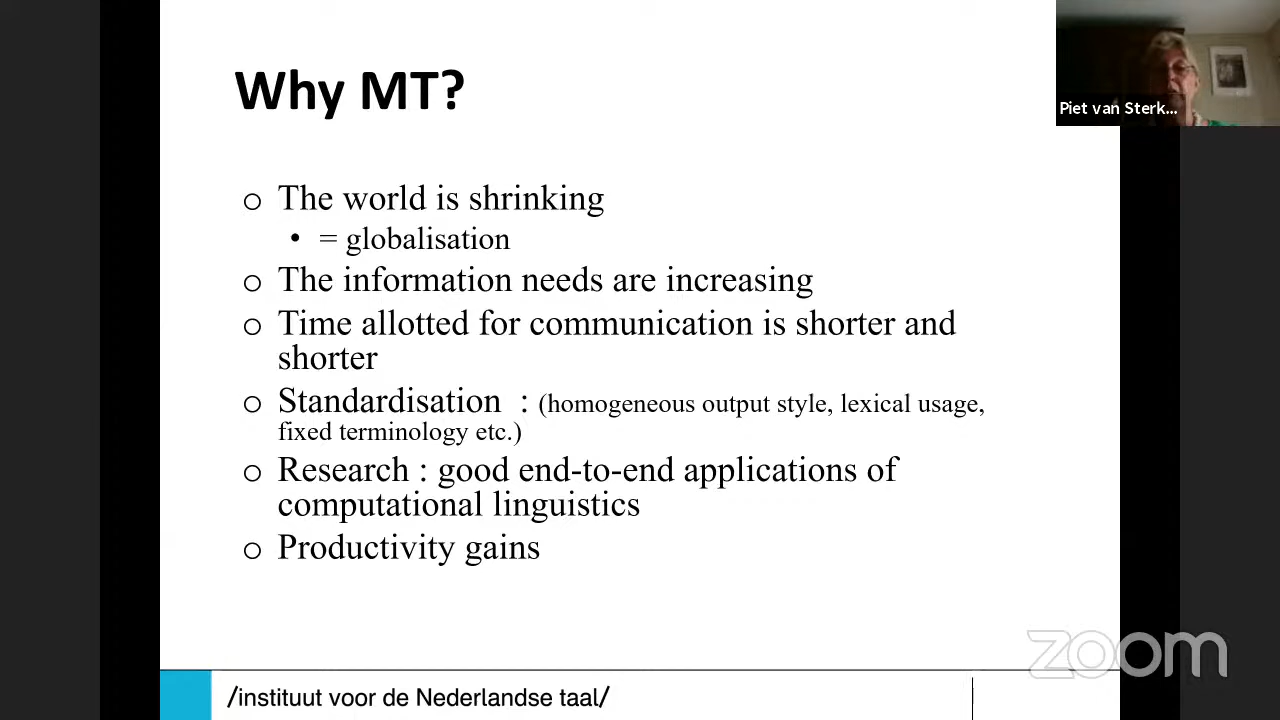 Why MT?
Piet van Sterk...
o The world is shrinking
• = globalisation
o The information needs are increasing
o Time allotted for communication is shorter and
shorter
o Standardisation : (homogeneous output style, lexical usage,
fixed terminology etc.)
o Research : good end-to-end applications of
computational linguistics
o Productivity gains
zoom
/instituut voor de Nederlandse taal/